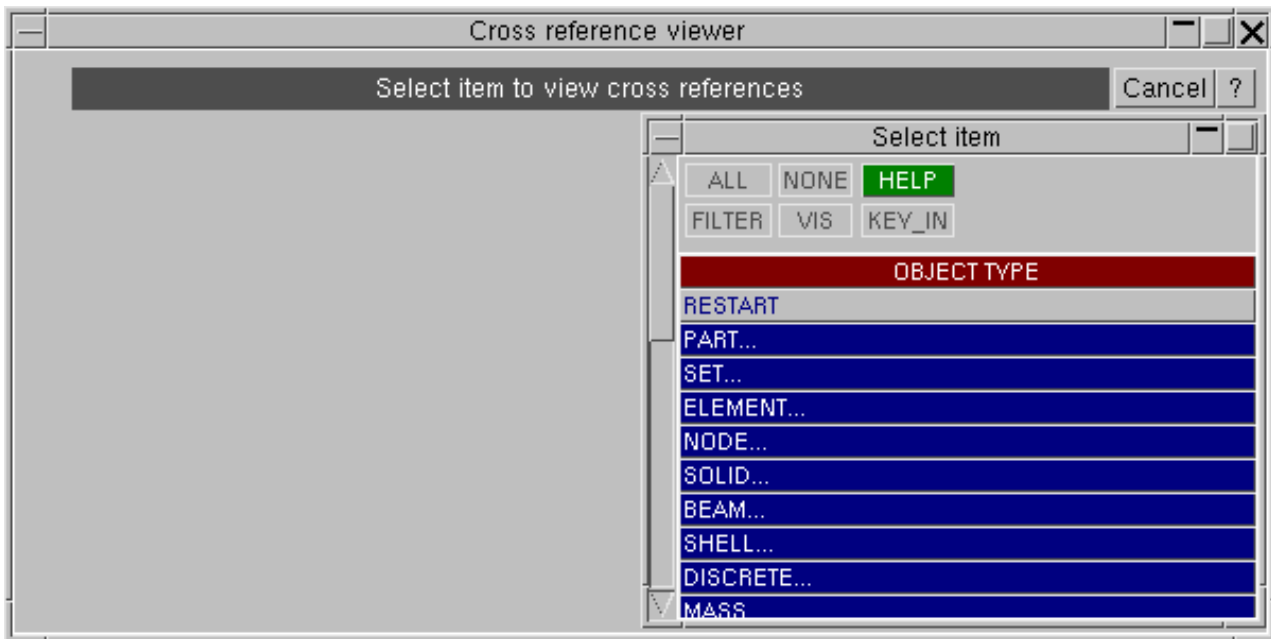 Cross reference viewer
Select item to view cross references Cancel ?
Select item
ALL NONE HELP
FILTER VIS KEY_IN
OBJECT TYPE
RESTART
PART...
SET...
ELEMENT...
NODE...
SOLID...
BEAM...
SHELL...
DISCRETE...
MASS